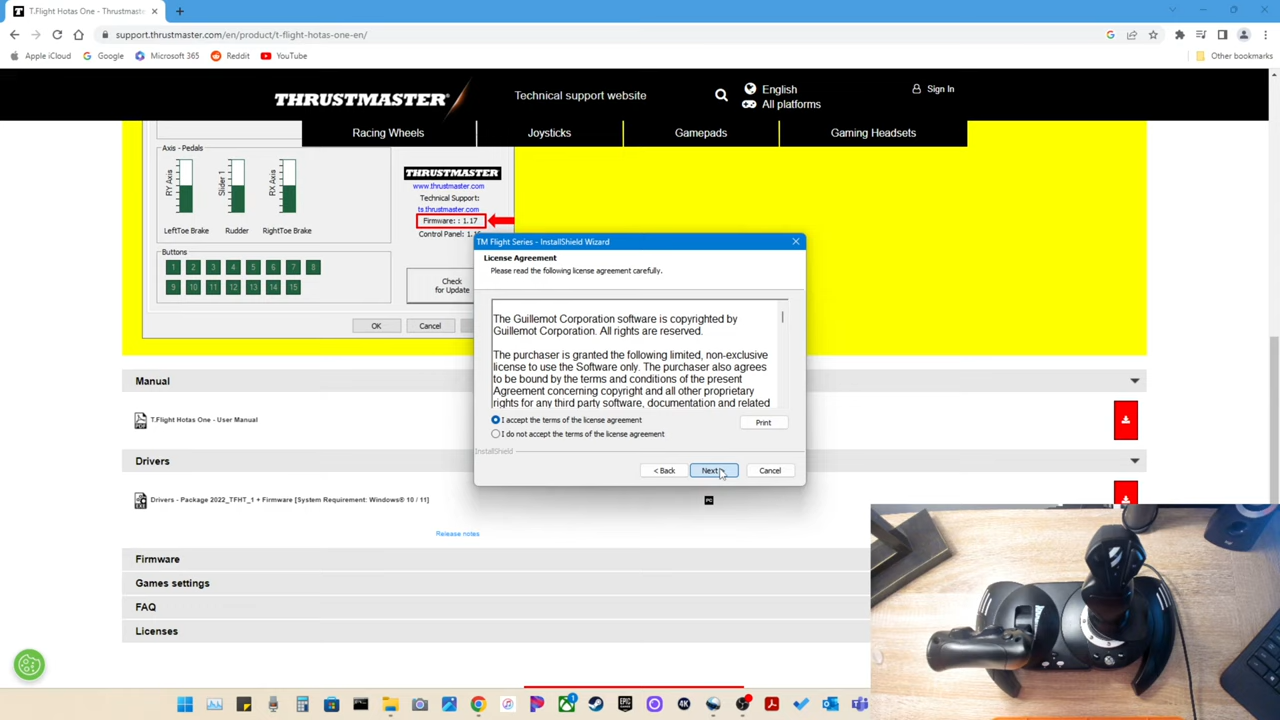 T.Flight Hotas One - Thrustmaste
support.thrustmaster.com/en/product/t-flight-hotas-one-en/
Apple iCloud
Google
Microsoft 365
Reddit
YouTube
Other bookmarks
THRUSTMASTER
Technical support website
English
All platforms
Sign In
Racing Wheels
Joysticks
Gamepads
Gaming Headsets
Axis - Pedals
RY Axis
Slider 1
RX Axis
LeftToe Brake
Rudder
RightToe Brake
Buttons
1 2 3 4 5 6 7 8
9 10 11 12 13 14 15
THRUSTMASTER
www.thrustmaster.com
Technical Support:
ts.thrustmaster.com
Firmware: : 1.17
Control Panel: 1.
Check
for Update
OK
Cancel
TM Flight Series - InstallShield Wizard
License Agreement
Please read the following license agreement carefully.
The Guillemot Corporation software is copyrighted by
Guillemot Corporation. All rights are reserved.
The purchaser is granted the following limited, non-exclusive
license to use the Software only. The purchaser also agrees
to be bound by the terms and conditions of the present
Agreement concerning copyright and all other proprietary
rights for any third party software, documentation and related
I accept the terms of the license agreement
Print
I do not accept the terms of the license agreement
InstallShield
< Back
Next
Cancel
Manual
T.Flight Hotas One - User Manual
Drivers
Drivers - Package 2022_TFHT_1 + Firmware [System Requirement: Windows® 10 / 11]
PC
Release notes
Firmware
Games settings
FAQ
Licenses